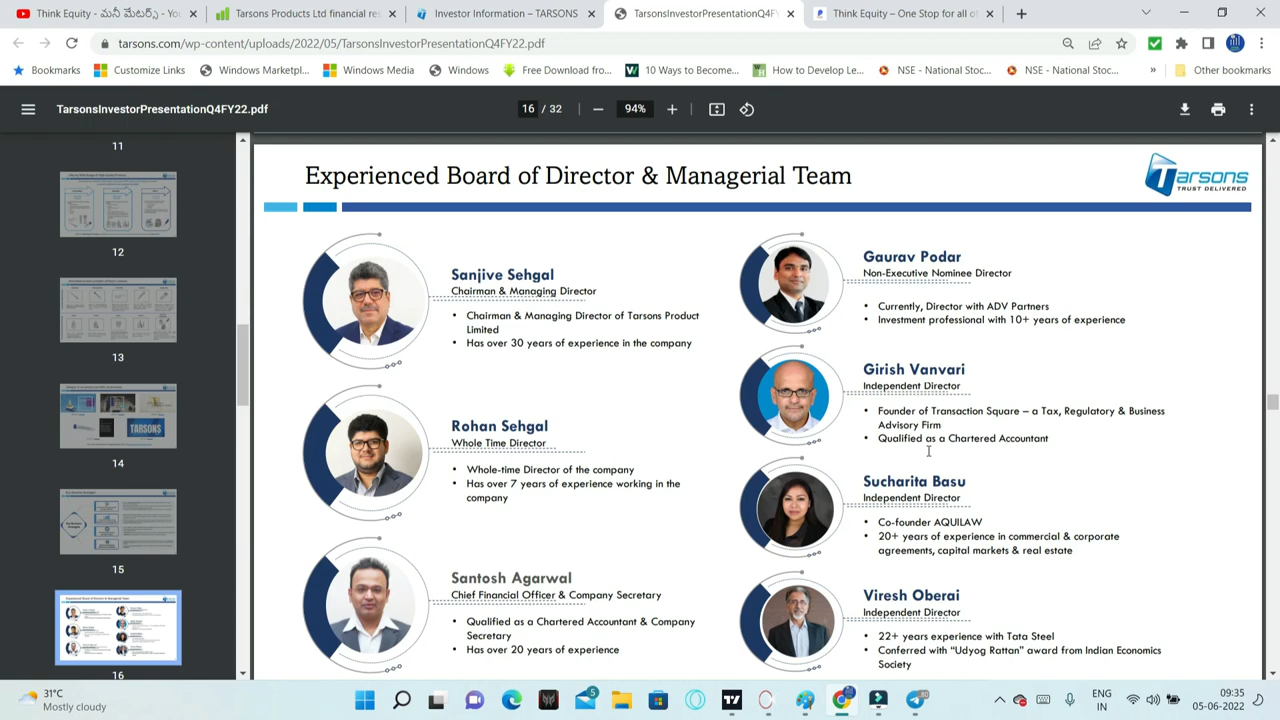 Think Equity - ಮನಿ ಮೇಟರ್ಸ್ - You
Tarsons Products Ltd financial res
Investor Information – TARSONS
TarsonsInvestorPresentationQ4FY
Think Equity – One Stop for all of
tarsons.com/wp-content/uploads/2022/05/TarsonsInvestorPresentationQ4FY22.pdf
Bookmarks
Customize Links
Windows Marketpl...
Windows Media
Windows
Free Download fro...
10 Ways to Become...
How to Develop Le...
NSE - National Stoc...
NSE - National Stoc...
»
Other bookmarks
TarsonsInvestorPresentationQ4FY22.pdf
16 / 32
94%
11
12
13
14
15
16
Experienced Board of Director & Managerial Team
Tarsons
TRUST DELIVERED
Sanjive Sehgal
Chairman & Managing Director
• Chairman & Managing Director of Tarsons Product
Limited
• Has over 30 years of experience in the company
Rohan Sehgal
Whole Time Director
• Whole-time Director of the company
• Has over 7 years of experience working in the
company
Santosh Agarwal
Chief Financial Officer & Company Secretary
• Qualified as a Chartered Accountant & Company
Secretary
• Has over 20 years of experience
Gaurav Podar
Non-Executive Nominee Director
• Currently, Director with ADV Partners
• Investment professional with 10+ years of experience
Girish Vanvari
Independent Director
• Founder of Transaction Square – a Tax, Regulatory & Business
Advisory Firm
• Qualified as a Chartered Accountant
Sucharita Basu
Independent Director
• Co-founder AQUILAW
• 20+ years of experience in commercial & corporate
agreements, capital markets & real estate
Viresh Oberai
Independent Director
• 22+ years experience with Tata Steel
• Conferred with “Udyog Rattan” award from Indian Economics
Society
31°C
Mostly cloudy
5
80
ENG
IN
09:35
05-06-2022